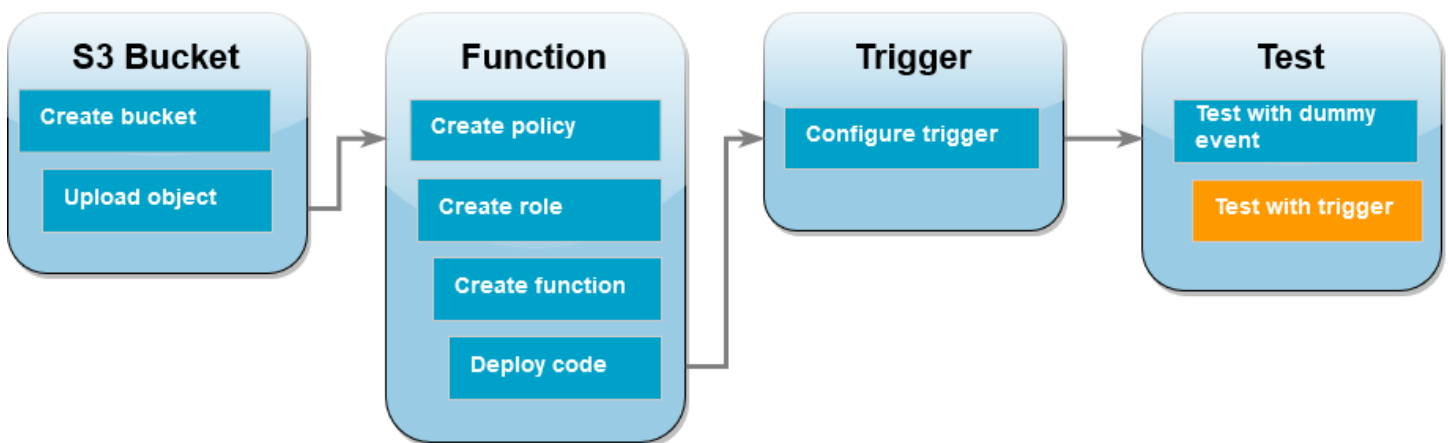 S3 Bucket
Create bucket
Upload object
Function
Create policy
Create role
Create function
Deploy code
Trigger
Configure trigger
Test
Test with dummy
event
Test with trigger